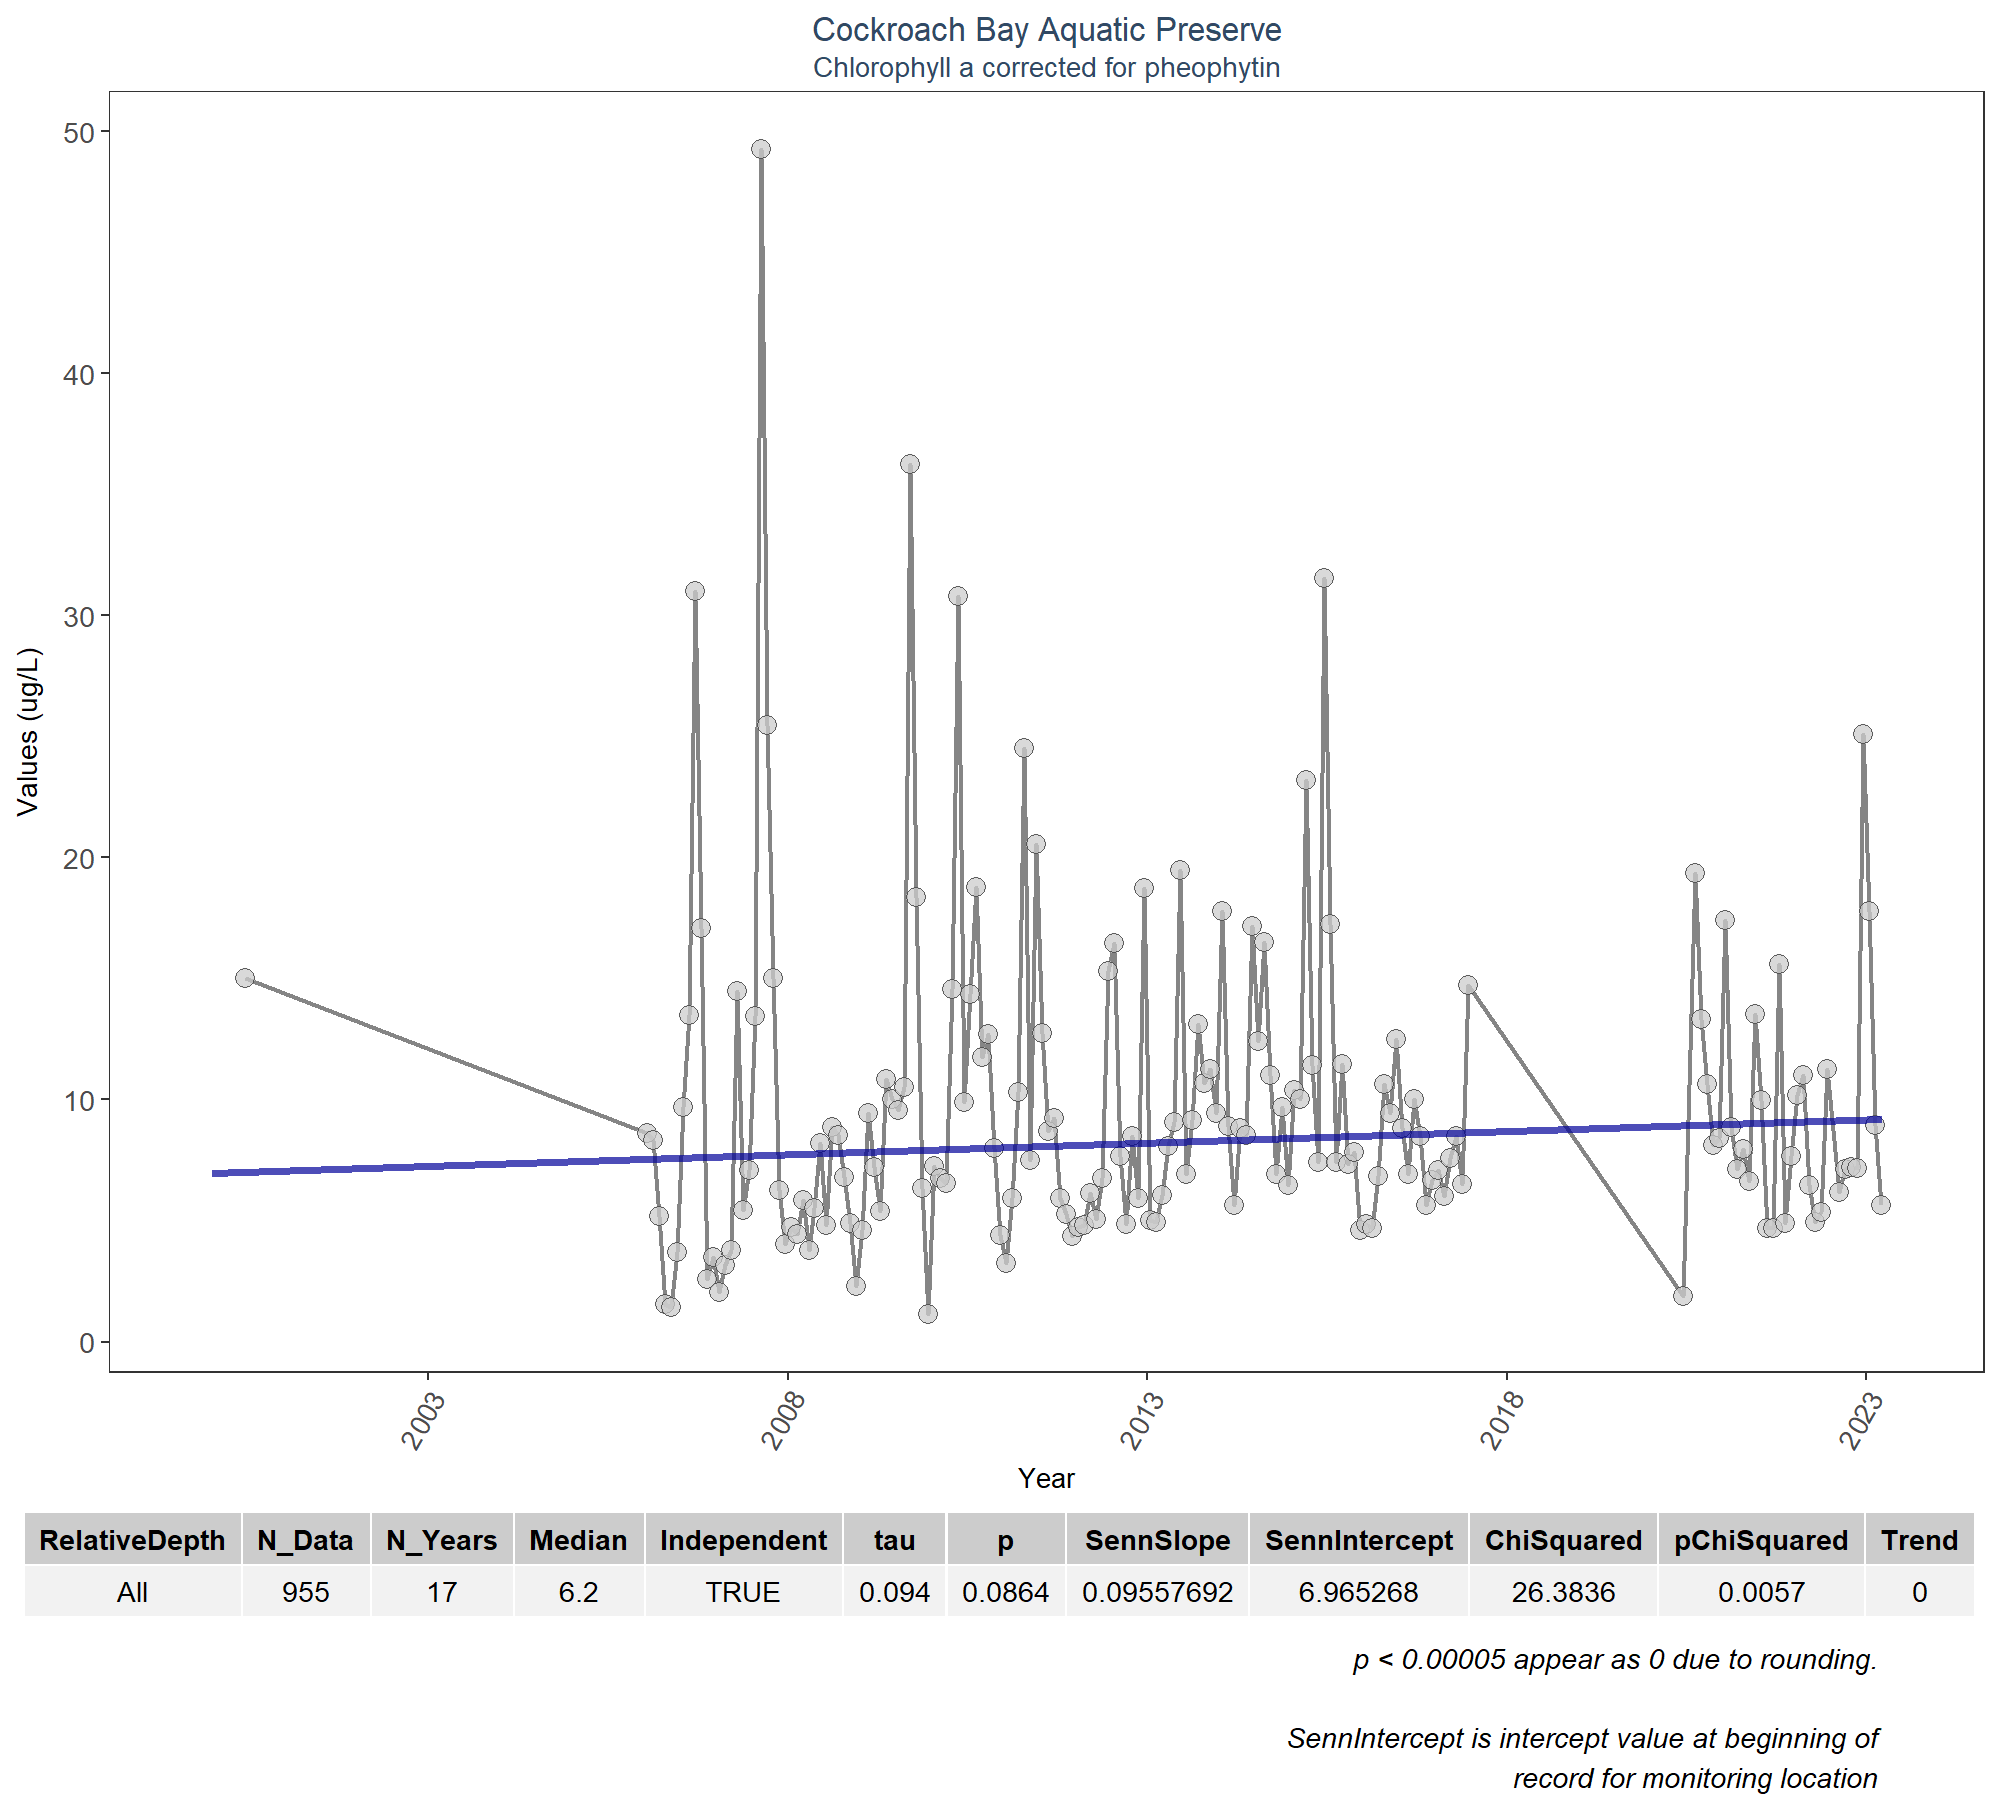 Cockroach Bay Aquatic Preserve
Chlorophyll a corrected for pheophytin
50
40
30
20
10
0
Values (ug/L)
2003
2008
2013
2018
2023
Year
RelativeDepth N_Data N_Years Median Independent tau p SennSlope SennIntercept ChiSquared pChiSquared Trend
All 955 17 6.2 TRUE 0.094 0.0864 0.09557692 6.965268 26.3836 0.0057 0
p < 0.00005 appear as 0 due to rounding.
SennIntercept is intercept value at beginning of
record for monitoring location